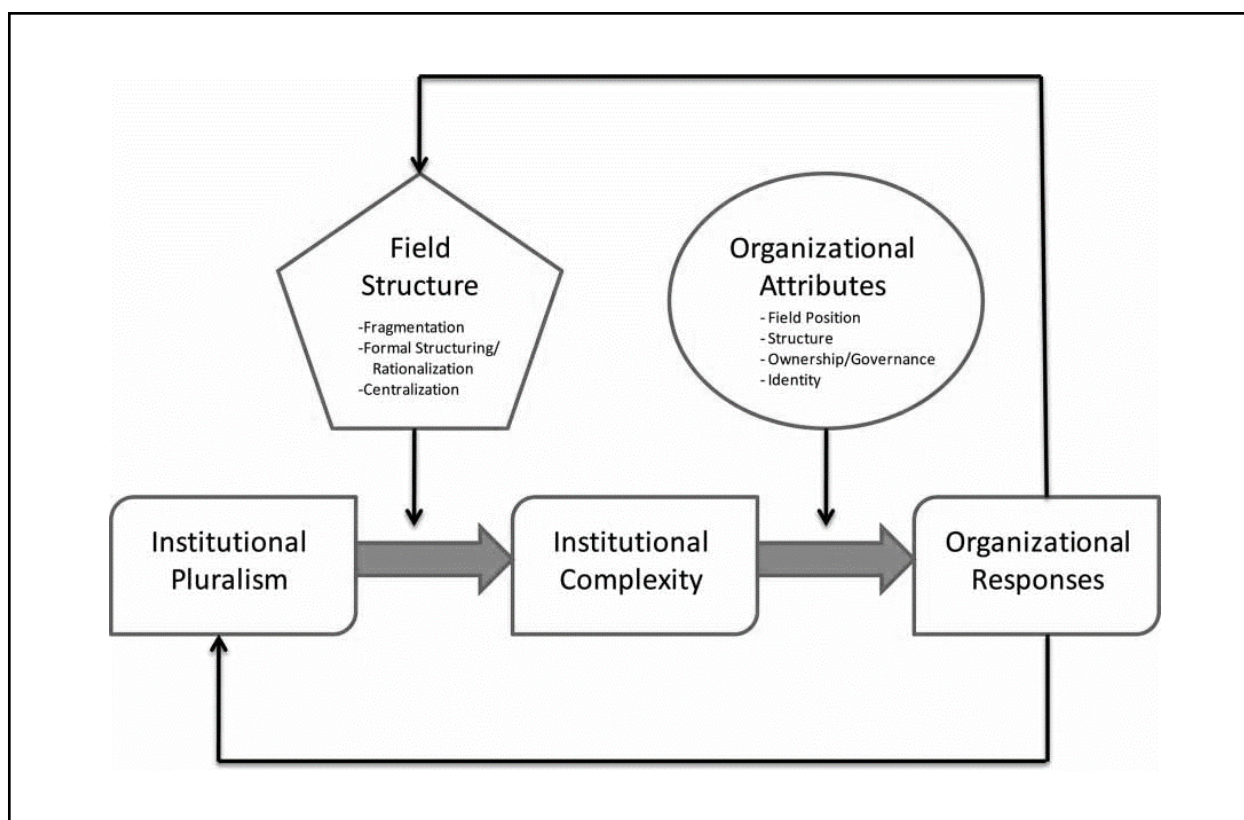 Field
Structure
-Fragmentation
-Formal Structuring/
Rationalization
-Centralization
Organizational
Attributes
- Field Position
- Structure
- Ownership/Governance
- Identity
Institutional
Pluralism
Institutional
Complexity
Organizational
Responses